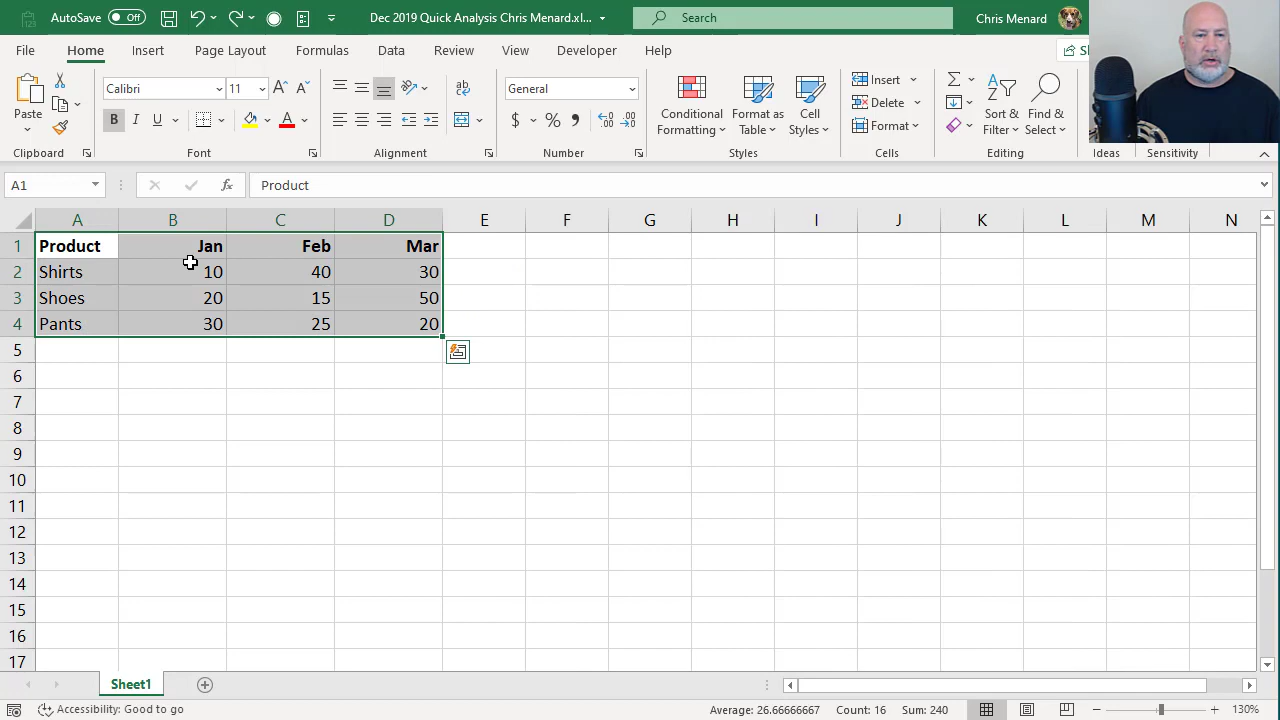 AutoSave Off Dec 2019 Quick Analysis Chris Menard.xl... Search Chris Menard
File Home Insert Page Layout Formulas Data Review View Developer Help Sh
Paste Calibri 11 B I U General $ % Conditional Formatting Format as Table Cell Styles Insert Delete Format Sort & Filter Find & Select
Clipboard Font Alignment Number Styles Cells Editing Ideas Sensitivity
A1 fx Product
A B C D E F G H I J K L M N
1 Product Jan Feb Mar
2 Shirts 10 40 30
3 Shoes 20 15 50
4 Pants 30 25 20
5
6
7
8
9
10
11
12
13
14
15
16
17
Sheet1
Accessibility: Good to go Average: 26.66666667 Count: 16 Sum: 240 130%